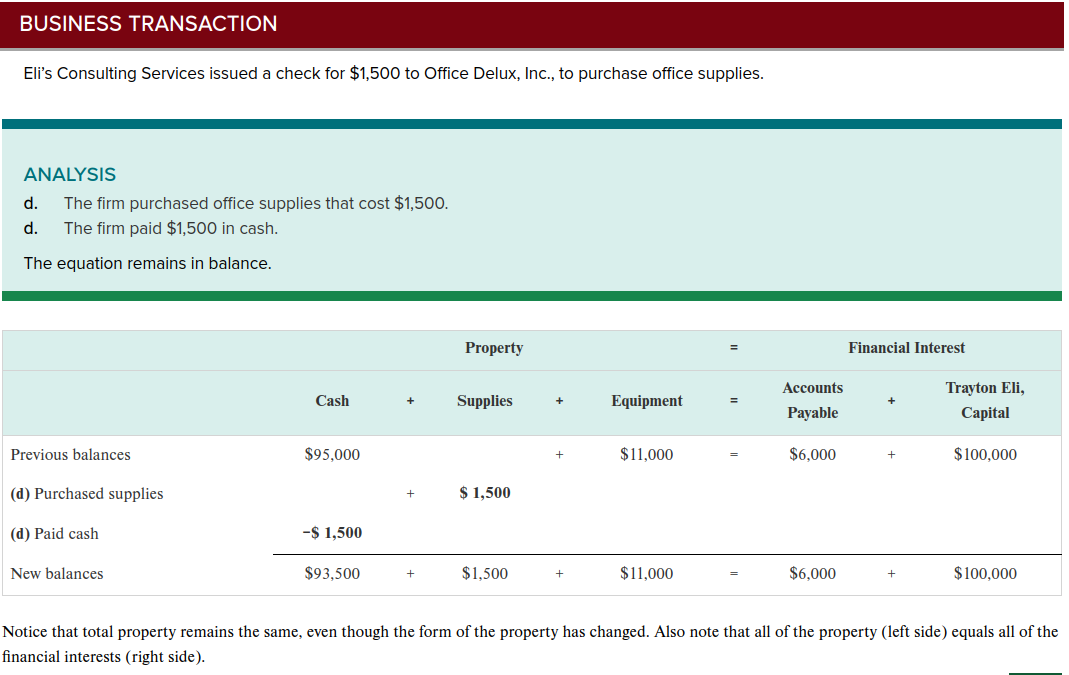 BUSINESS TRANSACTION
Eli’s Consulting Services issued a check for $1,500 to Office Delux, Inc., to purchase office supplies.
ANALYSIS
d. The firm purchased office supplies that cost $1,500.
d. The firm paid $1,500 in cash.
The equation remains in balance.
Property = Financial Interest
Cash + Supplies + Equipment = Accounts Payable + Trayton Eli, Capital
Previous balances $95,000 + $11,000 = $6,000 + $100,000
(d) Purchased supplies + $ 1,500
(d) Paid cash −$ 1,500
New balances $93,500 + $1,500 + $11,000 = $6,000 + $100,000
Notice that total property remains the same, even though the form of the property has changed. Also note that all of the property (left side) equals all of the
financial interests (right side).